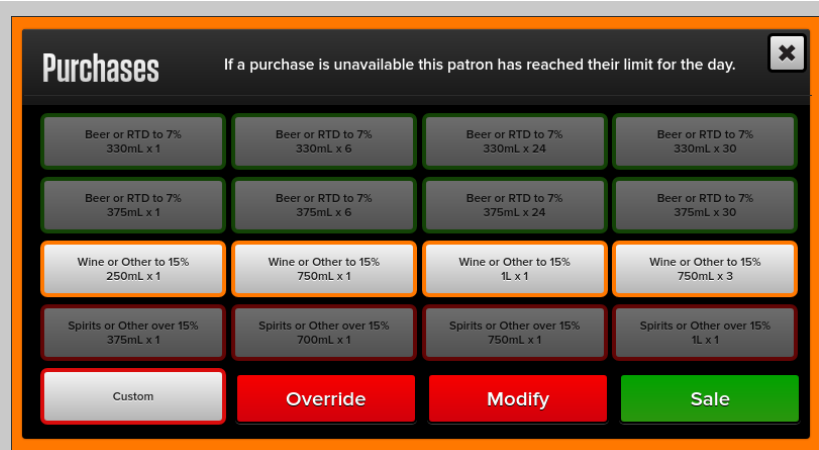 Purchases
If a purchase is unavailable this patron has reached their limit for the day.
Beer or RTD to 7%
330mL x 1
Beer or RTD to 7%
330mL x 6
Beer or RTD to 7%
330mL x 24
Beer or RTD to 7%
330mL x 30
Beer or RTD to 7%
375mL x 1
Beer or RTD to 7%
375mL x 6
Beer or RTD to 7%
375mL x 24
Beer or RTD to 7%
375mL x 30
Wine or Other to 15%
250mL x 1
Wine or Other to 15%
750mL x 1
Wine or Other to 15%
1L x 1
Wine or Other to 15%
750mL x 3
Spirits or Other over 15%
375mL x 1
Spirits or Other over 15%
700mL x 1
Spirits or Other over 15%
750mL x 1
Spirits or Other over 15%
1L x 1
Custom
Override
Modify
Sale